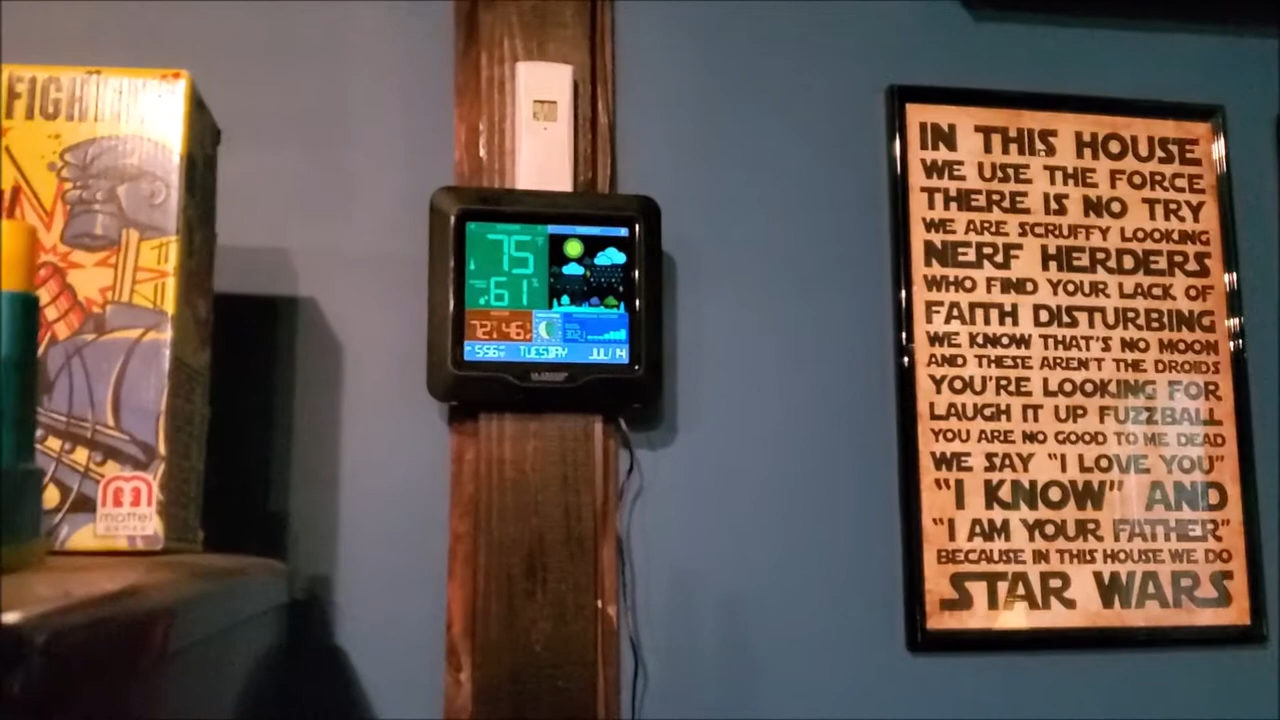 FIGHTIN
mattel
games
75
61
72° 46
5:56 TUESDAY JUL/14
IN THIS HOUSE
WE USE THE FORCE
THERE IS NO TRY
WE ARE SCRUFFY LOOKING
NERF HERDERS
WHO FIND YOUR LACK OF
FAITH DISTURBING
WE KNOW THAT'S NO MOON
AND THESE AREN'T THE DROIDS
YOU'RE LOOKING FOR
LAUGH IT UP FUZZBALL
YOU ARE NO GOOD TO ME DEAD
WE SAY "I LOVE YOU"
"I KNOW" AND
"I AM YOUR FATHER"
BECAUSE IN THIS HOUSE WE DO
STAR WARS